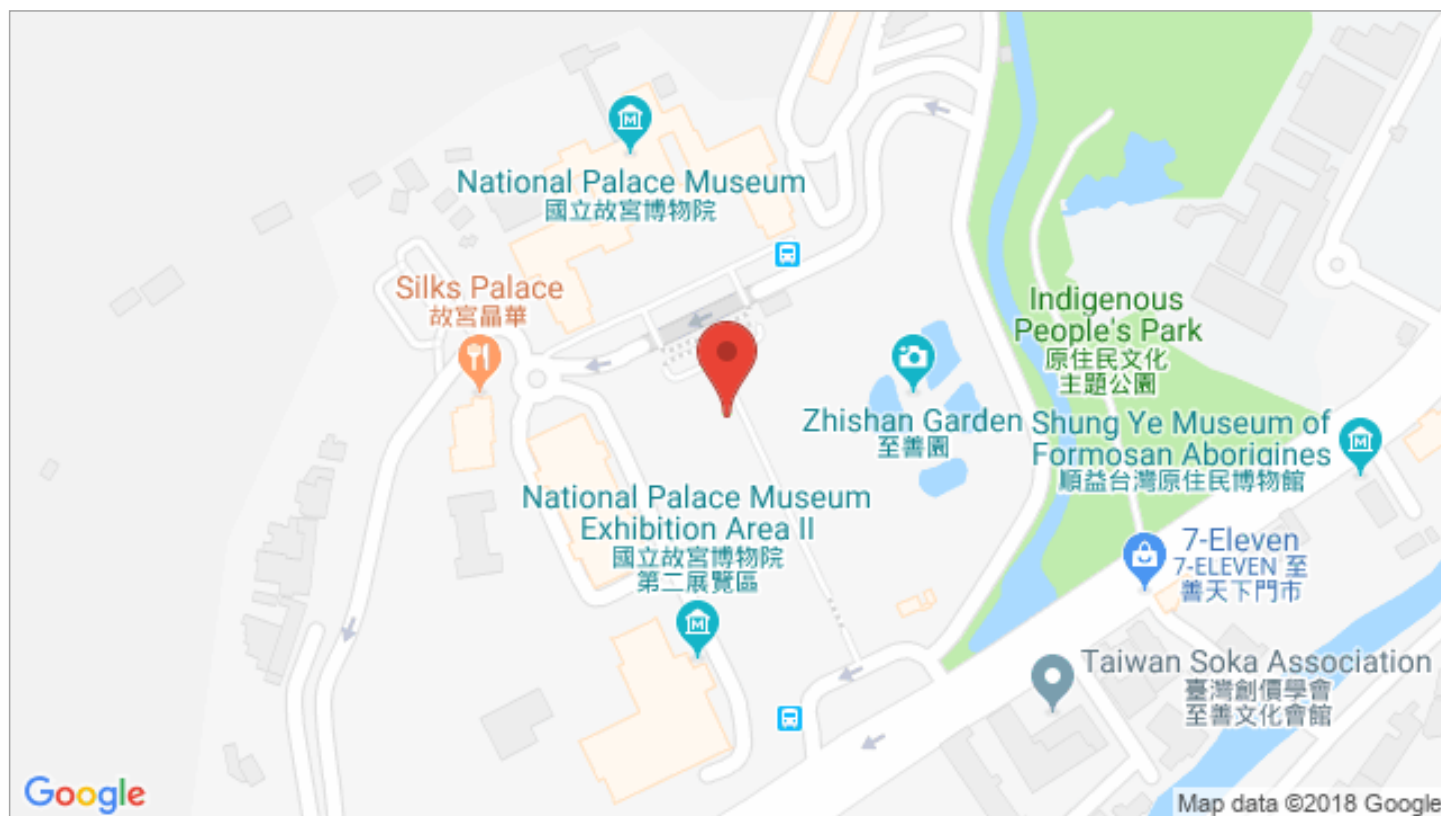 National Palace Museum
國立故宮博物院
Silks Palace
故宮晶華
Indigenous
People's Park
原住民文化
主題公園
Zhishan Garden
至善園
Shung Ye Museum of
Formosan Aborigines
順益台灣原住民博物館
National Palace Museum
Exhibition Area II
國立故宮博物院
第二展覽區
7-Eleven
7-ELEVEN 至
善天下門市
Taiwan Soka Association
臺灣創價學會
至善文化會館
Google
Map data ©2018 Google